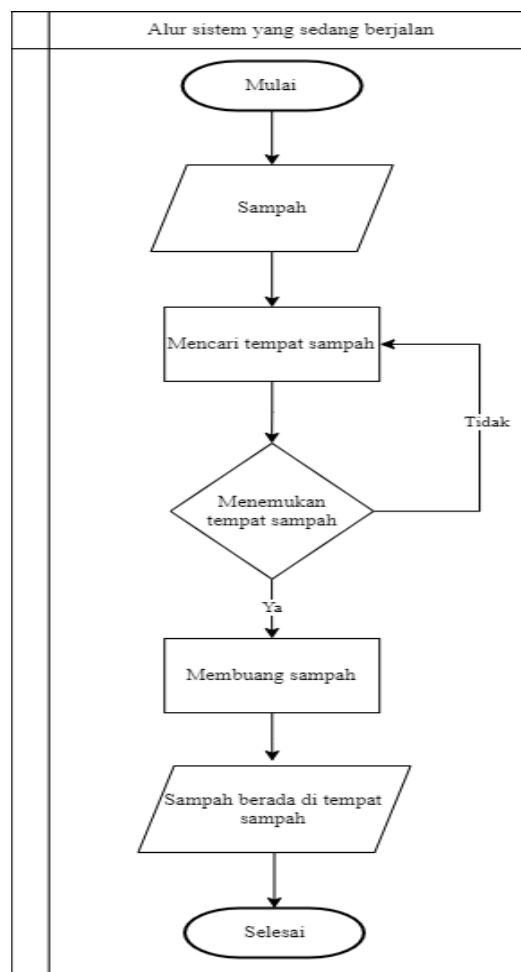 Alur sistem yang sedang berjalan
Mulai
Sampah
Mencari tempat sampah
Tidak
Menemukan
tempat sampah
Ya
Membuang sampah
Sampah berada di tempat
sampah
Selesai